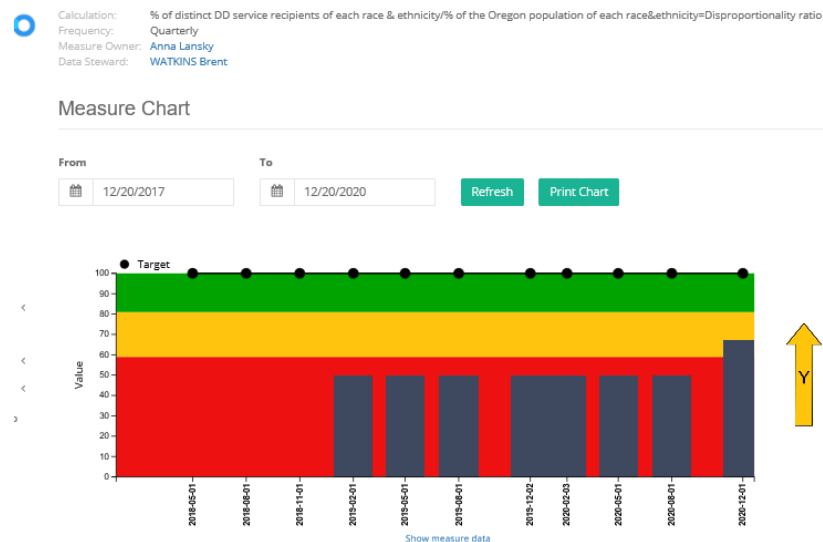 Calculation: % of distinct DD service recipients of each race & ethnicity/% of the Oregon population of each race&ethnicity=Disproportionality ratio
Frequency: Quarterly
Measure Owner: Anna Lansky
Data Steward: WATKINS Brent
Measure Chart
From To
12/20/2017 12/20/2020 Refresh Print Chart
Target
100
90
80
70
60
50
40
30
20
10
0
Value
Y
2018-05-01 2018-08-01 2018-11-01 2019-02-01 2019-05-01 2019-08-01 2019-12-02 2020-02-03 2020-05-01 2020-08-01 2020-12-01
Show measure data